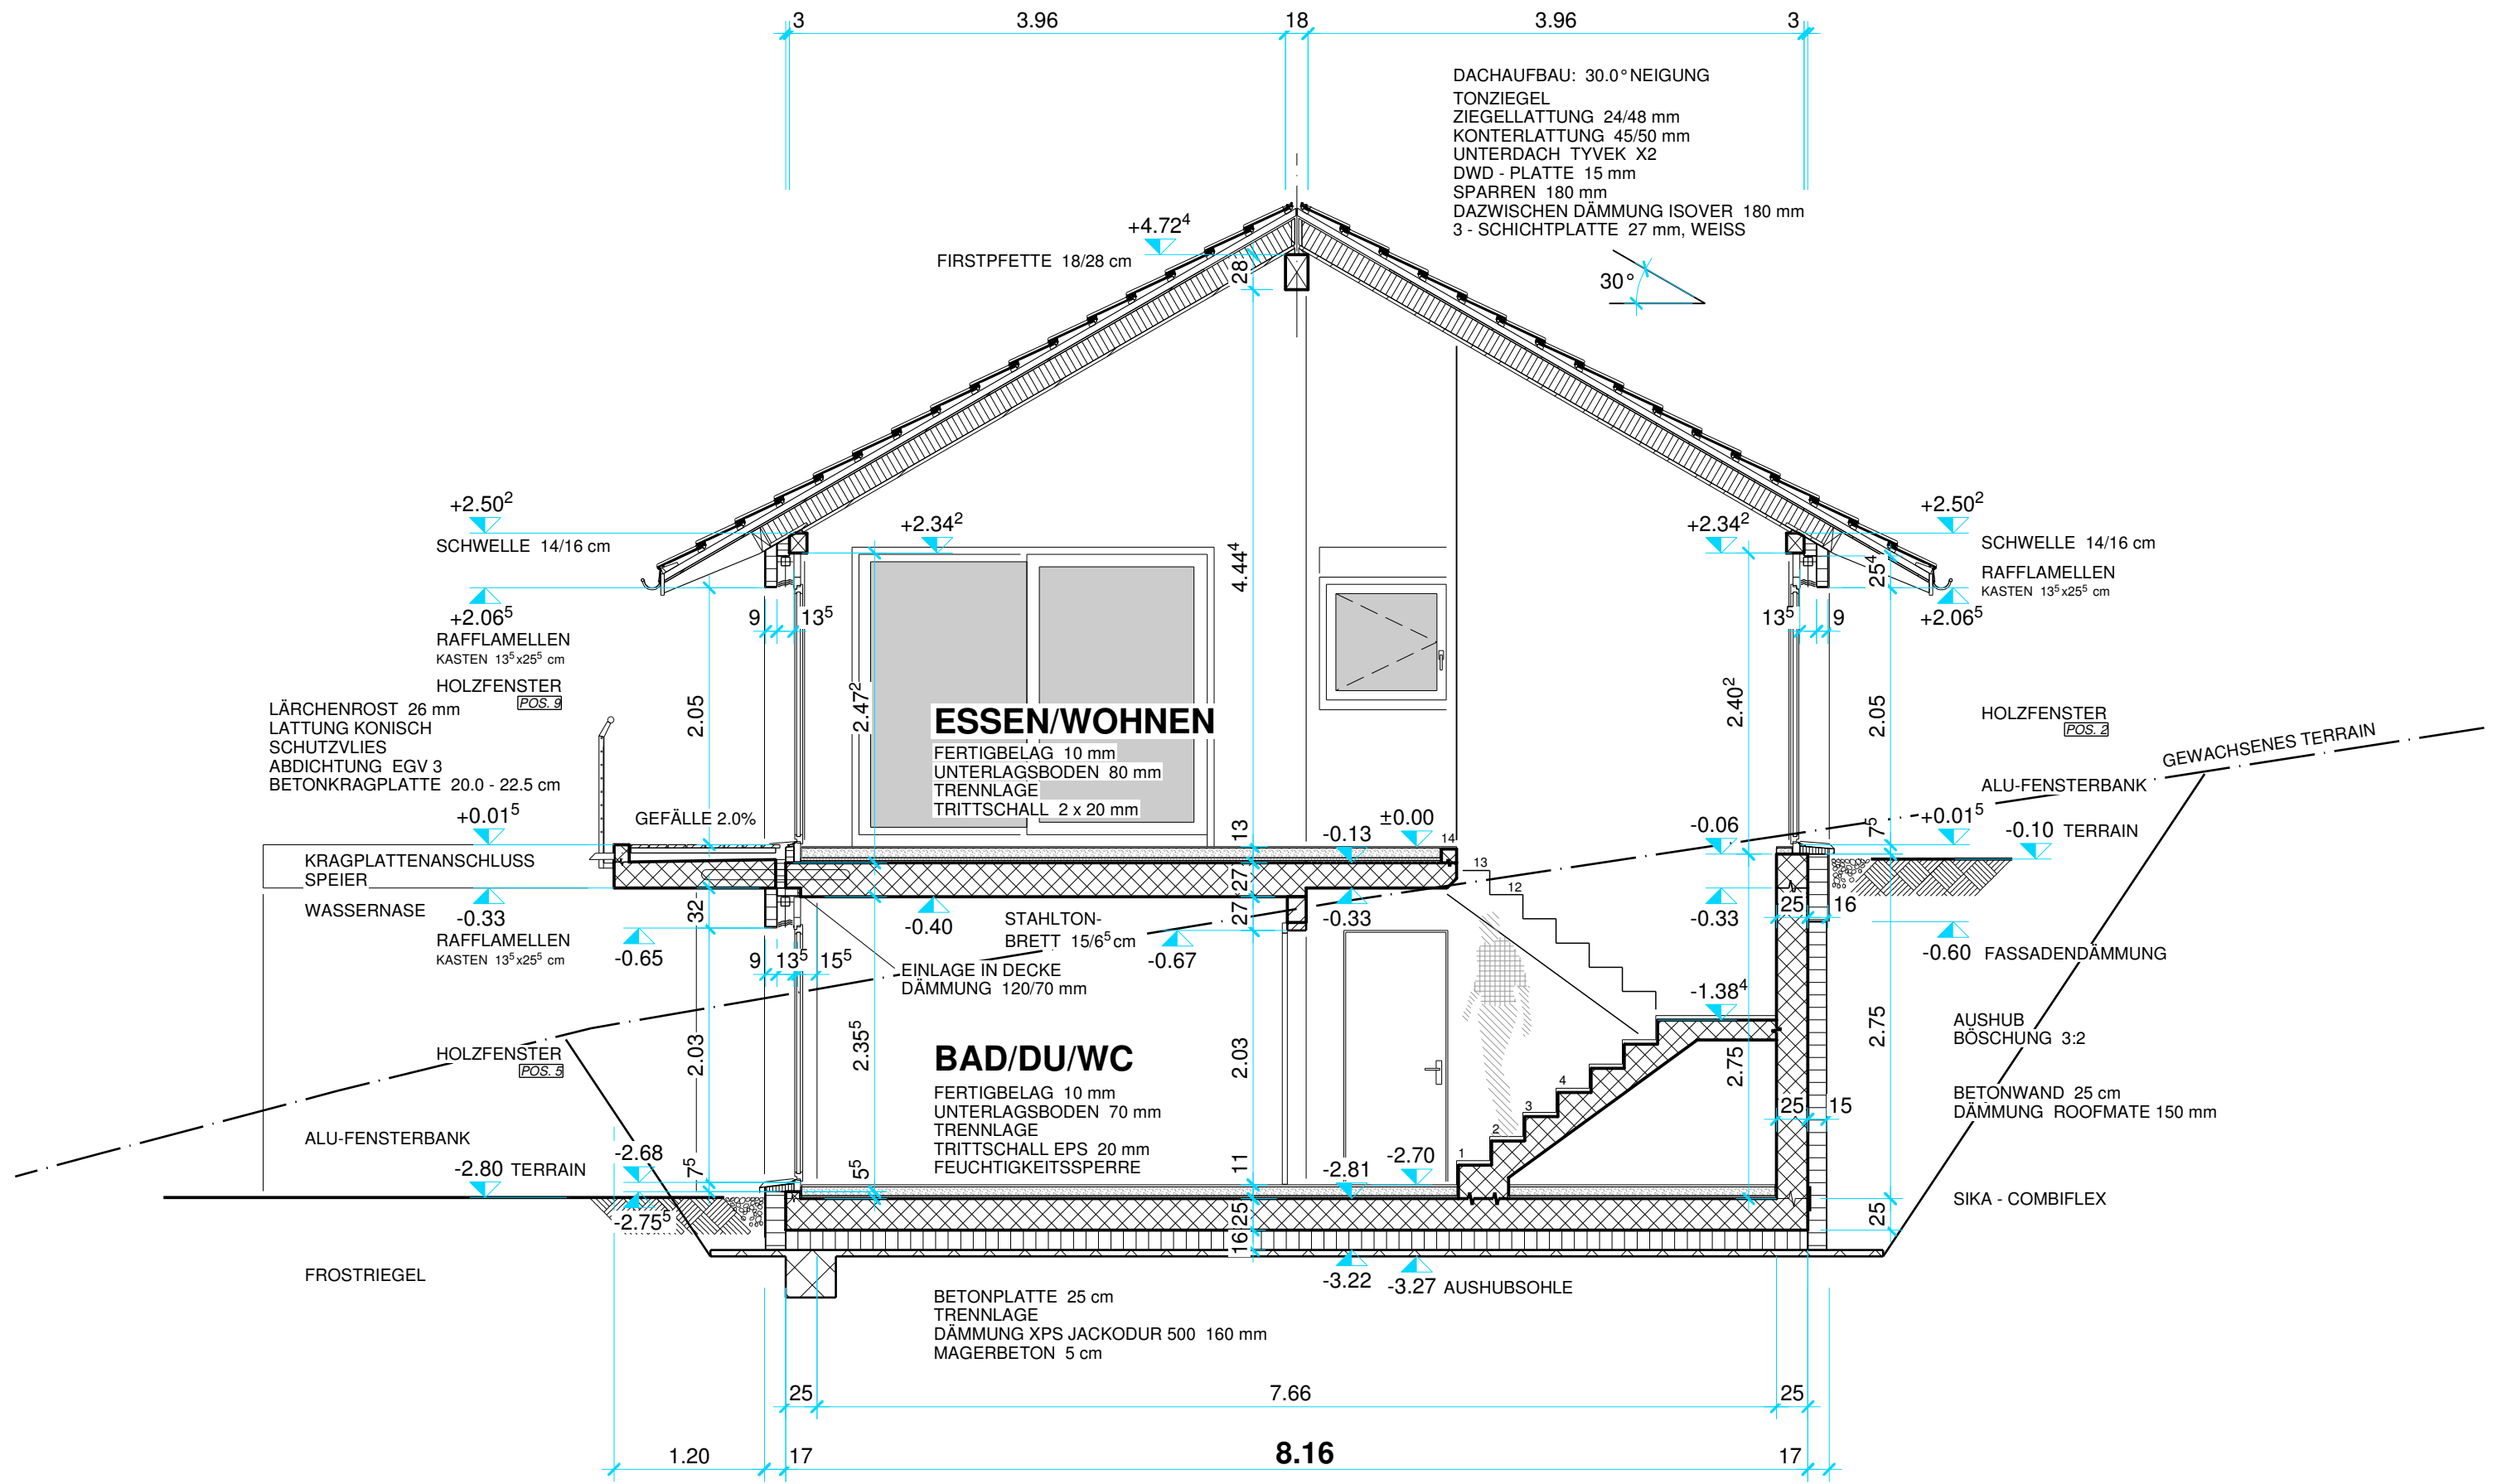 3 3.96 18 3.96 3
DACHAUFBAU: 30.0° NEIGUNG
TONZIEGEL
ZIEGELLATTUNG 24/48 mm
KONTERLATTUNG 45/50 mm
UNTERDACH TYVEK X2
DWD - PLATTE 15 mm
SPARREN 180 mm
DAZWISCHEN DÄMMUNG ISOVER 180 mm
3 - SCHICHTPLATTE 27 mm, WEISS
30°
+4.72⁴
FIRSTPFETTE 18/28 cm
28
+2.50²
SCHWELLE 14/16 cm
+2.06⁵
RAFFLAMELLEN
KASTEN 13⁵x25⁵ cm
HOLZFENSTER
POS. 9
LÄRCHENROST 26 mm
LATTUNG KONISCH
SCHUTZVLIES
ABDICHTUNG EGV 3
BETONKRAGPLATTE 20.0 - 22.5 cm
+0.01⁵
GEFÄLLE 2.0%
KRAGPLATTENANSCHLUSS
SPEIER
WASSERNASE
-0.33
RAFFLAMELLEN
KASTEN 13⁵x25⁵ cm
-0.65
32
9 13⁵
2.05
+2.34²
2.47²
4.44⁴
ESSEN/WOHNEN
FERTIGBELAG 10 mm
UNTERLAGSBODEN 80 mm
TRENNLAGE
TRITTSCHALL 2 x 20 mm
13
-0.13
±0.00
14
13
12
27
27
-0.33
-0.40
STAHLTON-
BRETT 15/6⁵ cm
-0.67
9 13⁵ 15⁵
EINLAGE IN DECKE
DÄMMUNG 120/70 mm
+2.34²
2.40²
-0.06
-0.33
25 16
13⁵ 9
25⁴
2.05
7⁵
+2.50²
SCHWELLE 14/16 cm
RAFFLAMELLEN
KASTEN 13⁵x25⁵ cm
+2.06⁵
HOLZFENSTER
POS. 2
GEWACHSENES TERRAIN
ALU-FENSTERBANK
+0.01⁵
-0.10 TERRAIN
-0.60 FASSADENDÄMMUNG
AUSHUB
BÖSCHUNG 3:2
BETONWAND 25 cm
DÄMMUNG ROOFMATE 150 mm
SIKA - COMBIFLEX
2.75
25
25 15
2.75
-1.38⁴
HOLZFENSTER
POS. 5
2.03
2.35⁵
2.03
ALU-FENSTERBANK
-2.68
7⁵
-2.80 TERRAIN
-2.75⁵
5⁵
BAD/DU/WC
FERTIGBELAG 10 mm
UNTERLAGSBODEN 70 mm
TRENNLAGE
TRITTSCHALL EPS 20 mm
FEUCHTIGKEITSSPERRE
11
-2.81
-2.70
1
2
3
4
25
16
FROSTRIEGEL
-3.22
-3.27 AUSHUBSOHLE
BETONPLATTE 25 cm
TRENNLAGE
DÄMMUNG XPS JACKODUR 500 160 mm
MAGERBETON 5 cm
25 7.66 25
1.20 17 8.16 17